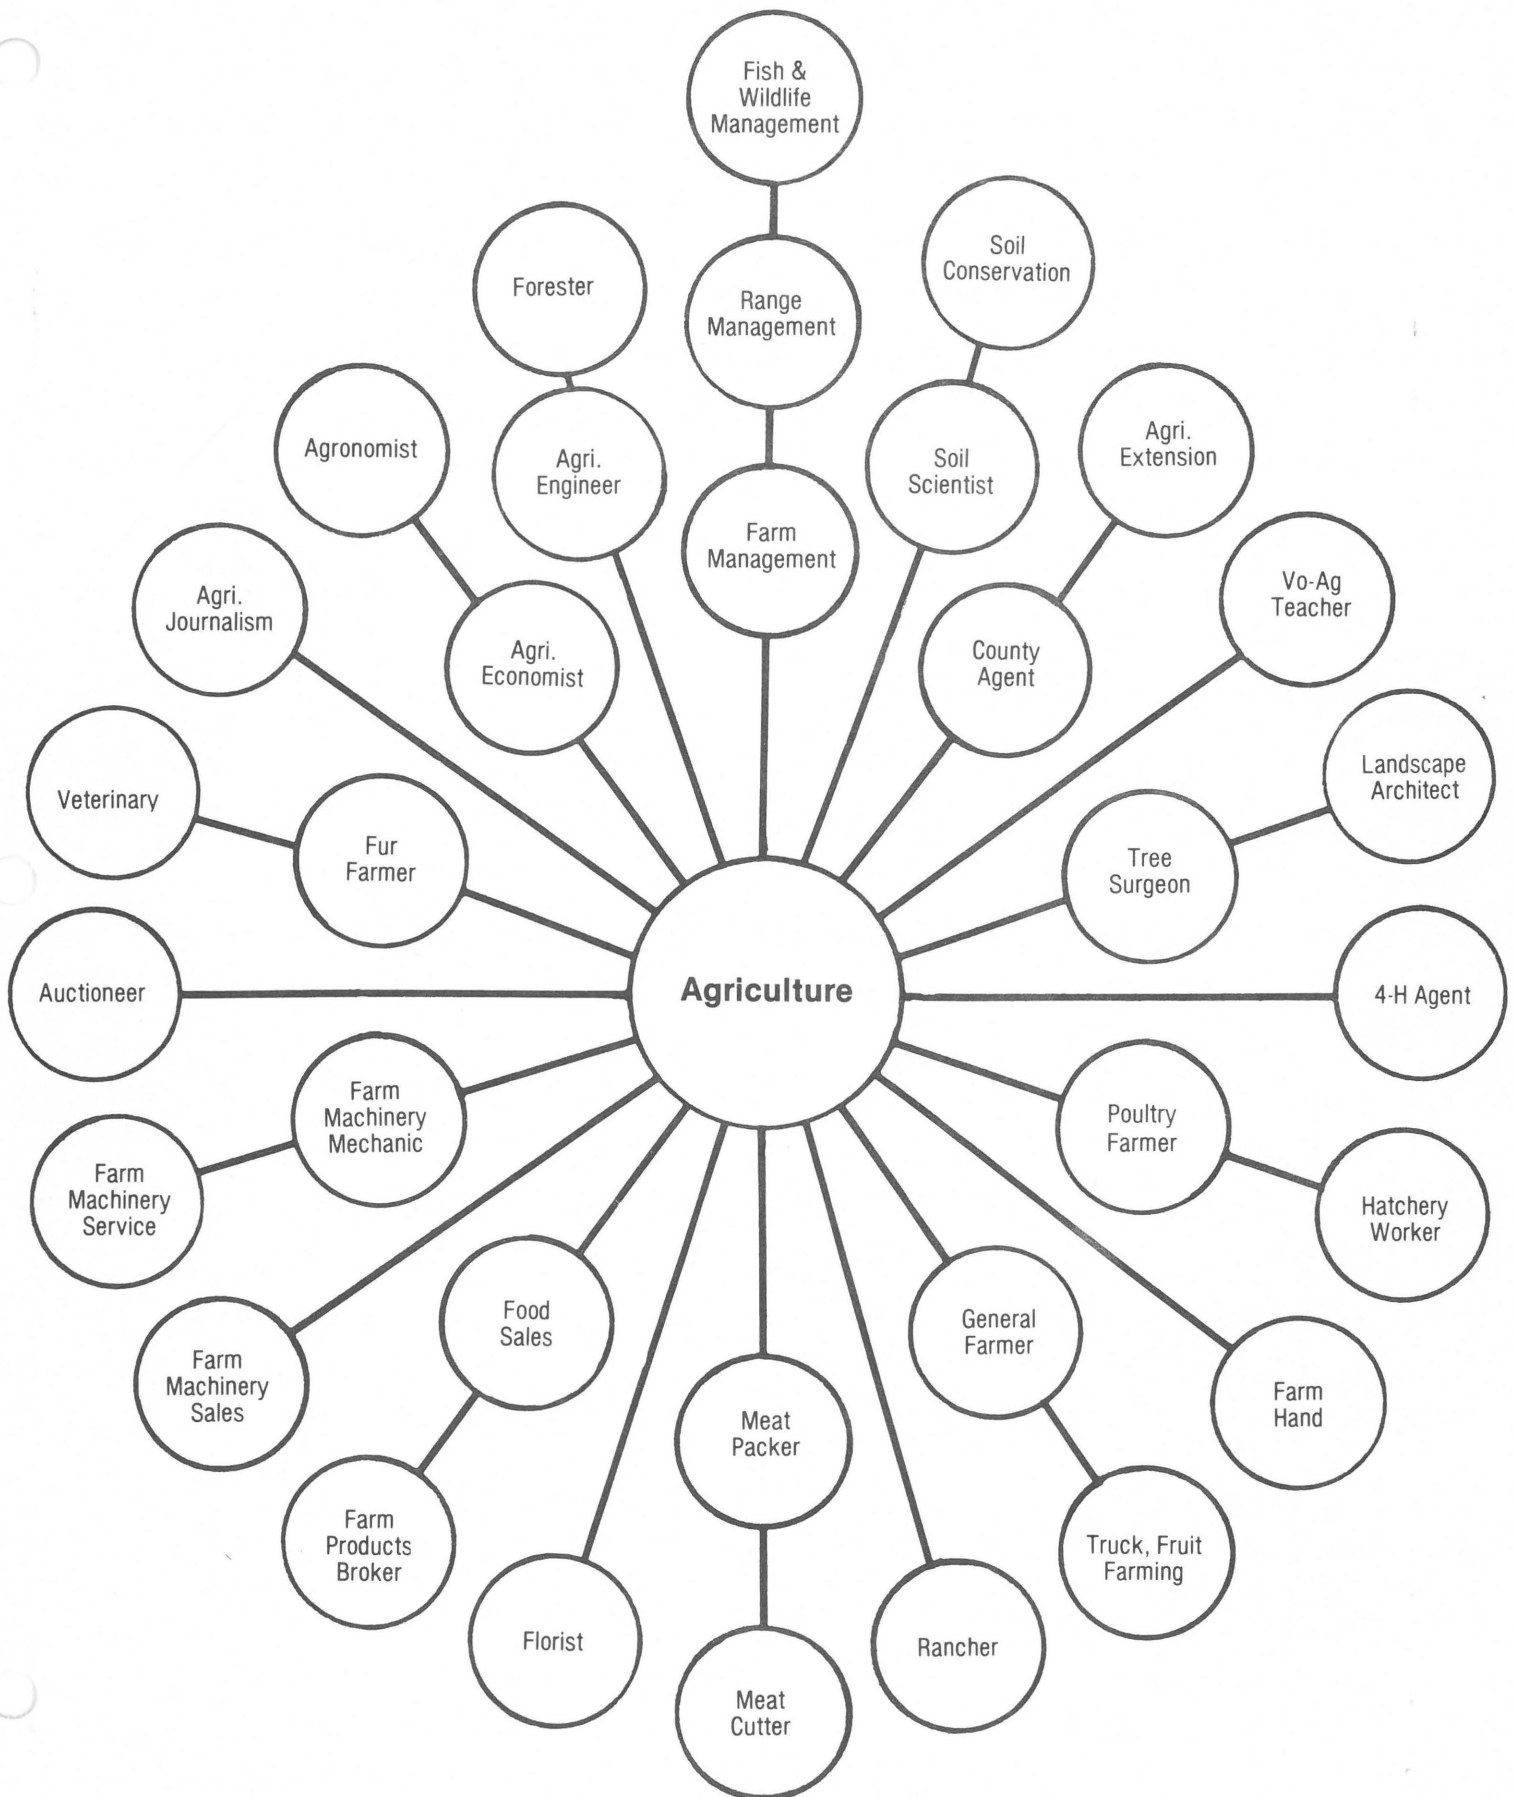 Fish &
Wildlife
Management
Soil
Conservation
Forester
Range
Management
Agronomist
Agri.
Engineer
Soil
Scientist
Agri.
Extension
Farm
Management
Agri.
Journalism
Vo-Ag
Teacher
Agri.
Economist
County
Agent
Landscape
Architect
Veterinary
Fur
Farmer
Tree
Surgeon
Auctioneer
Agriculture
4-H Agent
Farm
Machinery
Mechanic
Poultry
Farmer
Farm
Machinery
Service
Hatchery
Worker
Food
Sales
General
Farmer
Farm
Machinery
Sales
Farm
Hand
Meat
Packer
Farm
Products
Broker
Truck, Fruit
Farming
Florist
Rancher
Meat
Cutter